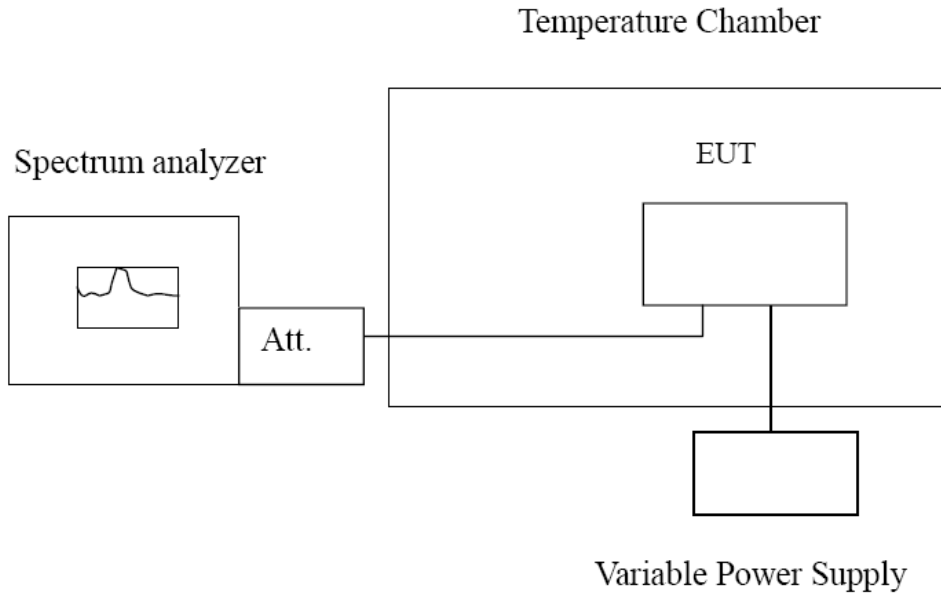 Temperature Chamber
Spectrum analyzer
EUT
Att.
Variable Power Supply